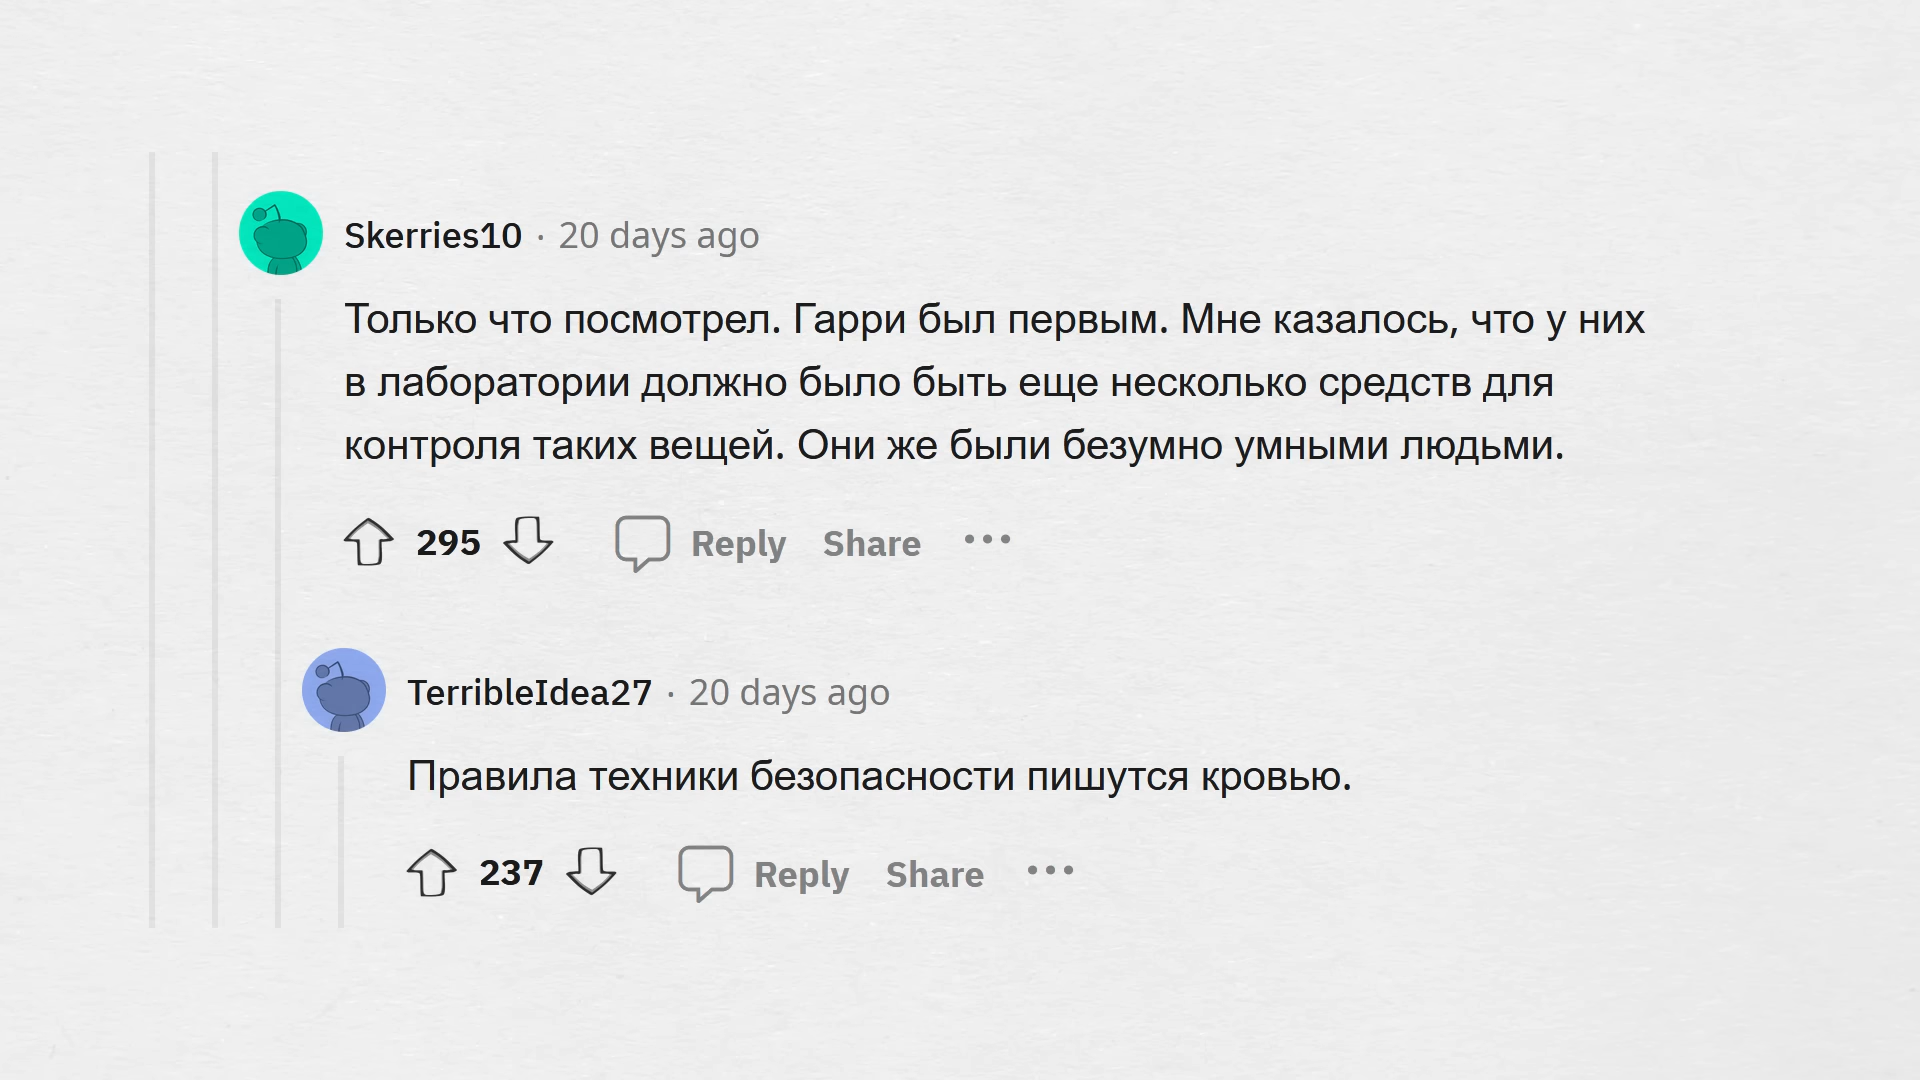 Skerries10 · 20 days ago
Только что посмотрел. Гарри был первым. Мне казалось, что у них
в лаборатории должно было быть еще несколько средств для
контроля таких вещей. Они же были безумно умными людьми.
295 Reply Share
TerribleIdea27 · 20 days ago
Правила техники безопасности пишутся кровью.
237 Reply Share